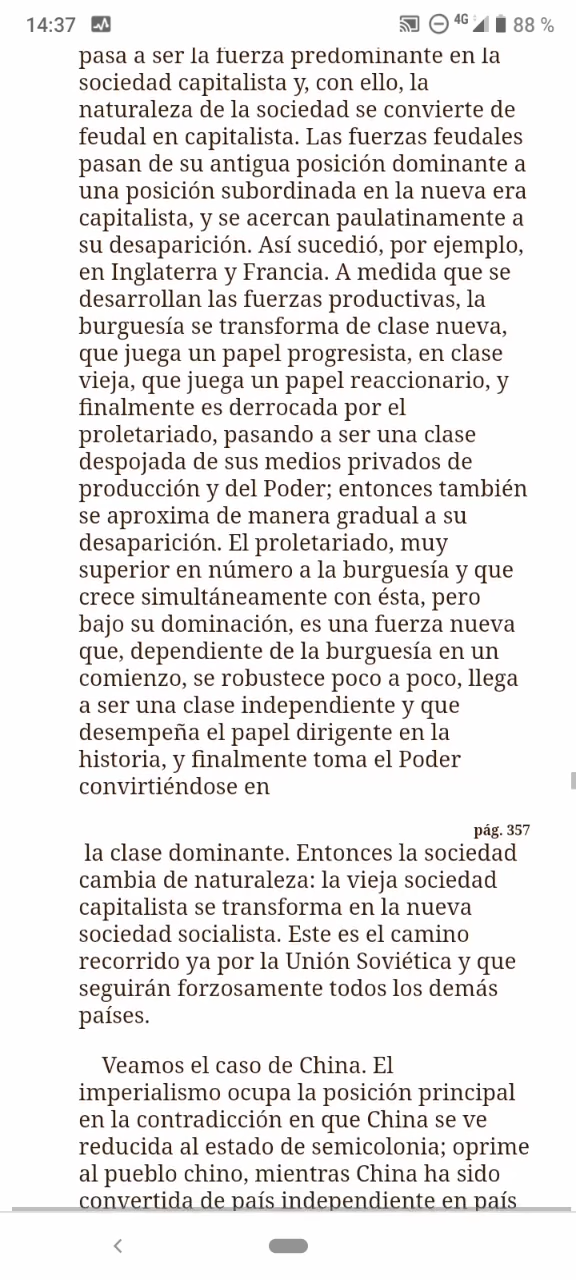 14:37 4G 88 %
pasa a ser la fuerza predominante en la
sociedad capitalista y, con ello, la
naturaleza de la sociedad se convierte de
feudal en capitalista. Las fuerzas feudales
pasan de su antigua posición dominante a
una posición subordinada en la nueva era
capitalista, y se acercan paulatinamente a
su desaparición. Así sucedió, por ejemplo,
en Inglaterra y Francia. A medida que se
desarrollan las fuerzas productivas, la
burguesía se transforma de clase nueva,
que juega un papel progresista, en clase
vieja, que juega un papel reaccionario, y
finalmente es derrocada por el
proletariado, pasando a ser una clase
despojada de sus medios privados de
producción y del Poder; entonces también
se aproxima de manera gradual a su
desaparición. El proletariado, muy
superior en número a la burguesía y que
crece simultáneamente con ésta, pero
bajo su dominación, es una fuerza nueva
que, dependiente de la burguesía en un
comienzo, se robustece poco a poco, llega
a ser una clase independiente y que
desempeña el papel dirigente en la
historia, y finalmente toma el Poder
convirtiéndose en
pág. 357
la clase dominante. Entonces la sociedad
cambia de naturaleza: la vieja sociedad
capitalista se transforma en la nueva
sociedad socialista. Este es el camino
recorrido ya por la Unión Soviética y que
seguirán forzosamente todos los demás
países.
Veamos el caso de China. El
imperialismo ocupa la posición principal
en la contradicción en que China se ve
reducida al estado de semicolonia; oprime
al pueblo chino, mientras China ha sido
convertida de país independiente en país